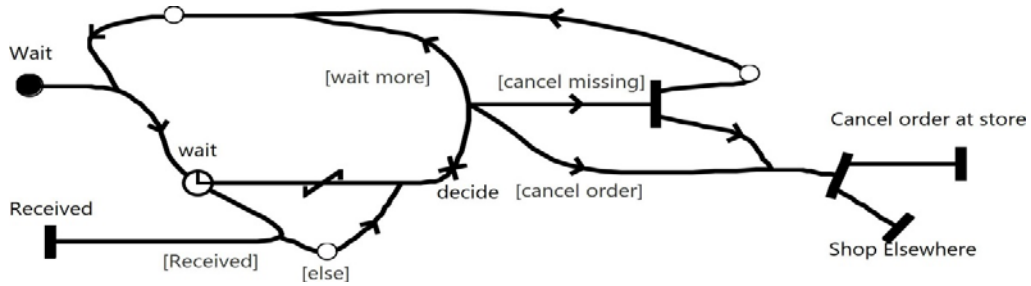 Wait
[wait more]
[cancel missing]
Cancel order at store
wait
decide
[cancel order]
Received
[Received]
[else]
Shop Elsewhere